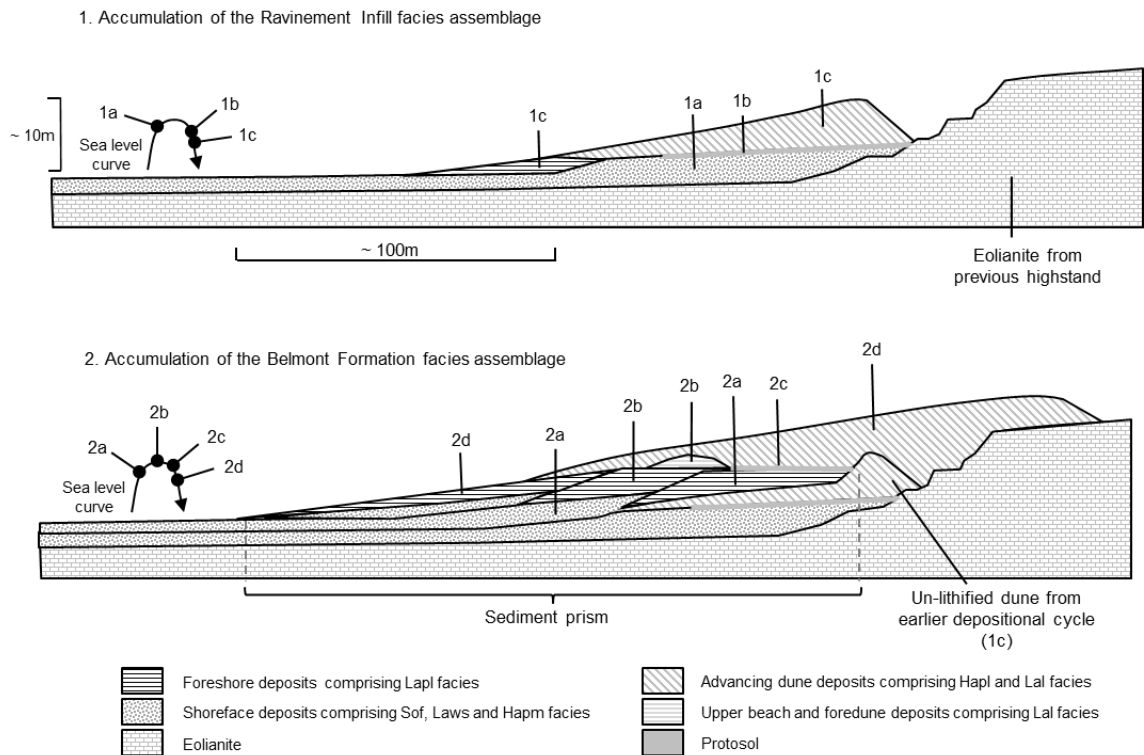 1. Accumulation of the Ravinement Infill facies assemblage
1c
1a
1b
1c
1a
1b
1c
~ 10m
Sea level
curve
~ 100m
Eolianite from
previous highstand
2. Accumulation of the Belmont Formation facies assemblage
2d
2b
2a
2c
2b
2b
2a
2d
2a
2c
2d
Sea level
curve
Sediment prism
Un-lithified dune from
earlier depositional cycle
(1c)
Foreshore deposits comprising Lapl facies
Advancing dune deposits comprising Hapl and Lal facies
Shoreface deposits comprising Sof, Laws and Hapm facies
Upper beach and foredune deposits comprising Lal facies
Eolianite
Protosol